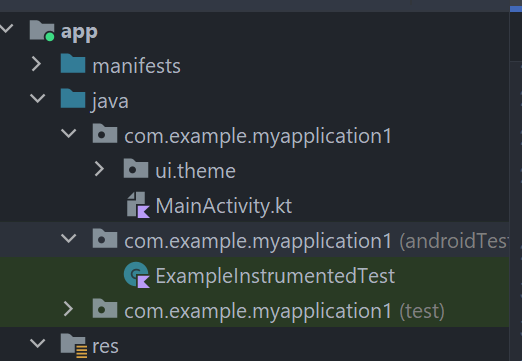 app
manifests
java
com.example.myapplication1
ui.theme
MainActivity.kt
com.example.myapplication1 (androidTes
ExampleInstrumentedTest
com.example.myapplication1 (test)
res